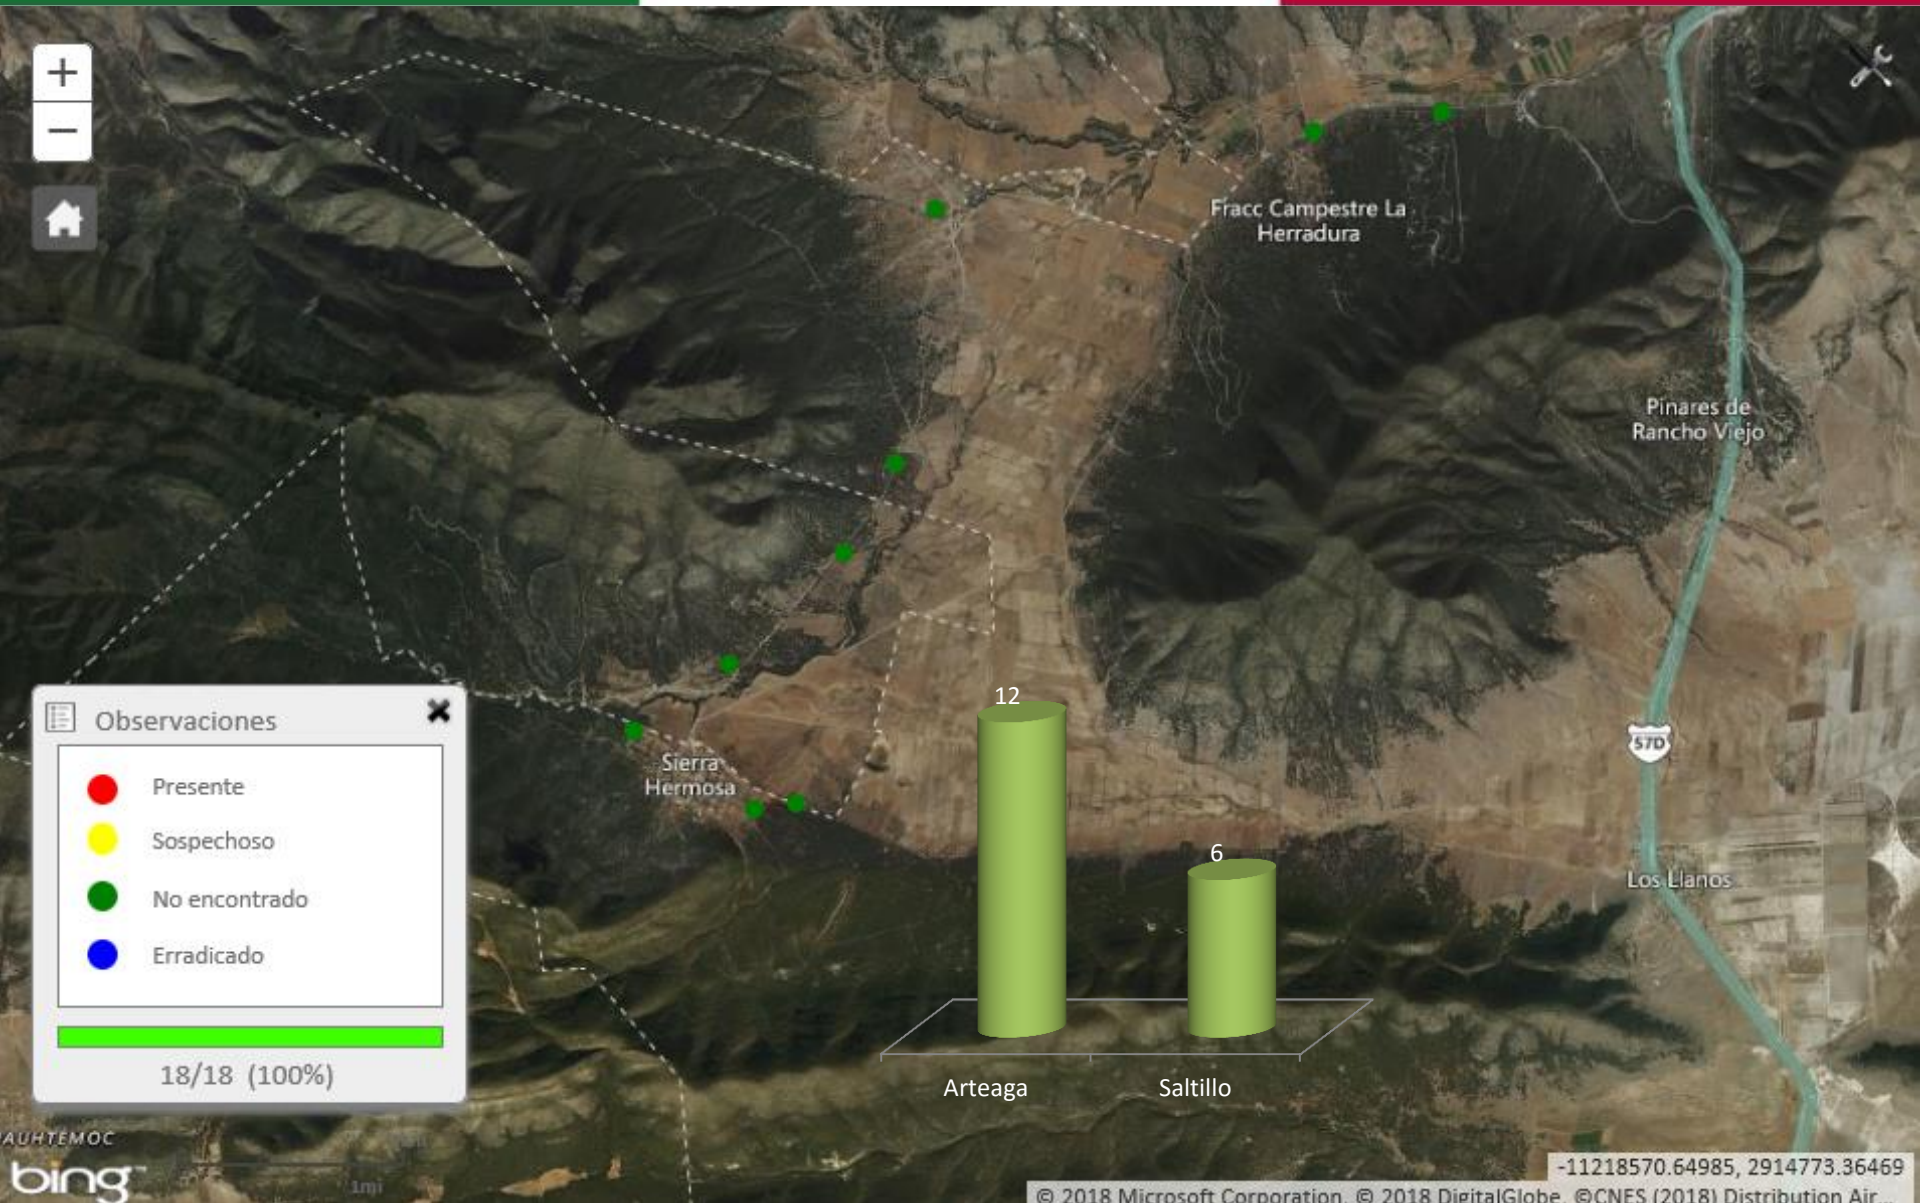 +
−
Fracc Campestre La
Herradura
Pinares de
Rancho Viejo
Sierra
Hermosa
57D
Los Llanos
Observaciones
Presente
Sospechoso
No encontrado
Erradicado
18/18 (100%)
12
6
Arteaga
Saltillo
AUHTEMOC
bing
1mi
-11218570.64985, 2914773.36469
© 2018 Microsoft Corporation, © 2018 DigitalGlobe, ©CNES (2018) Distribution Air